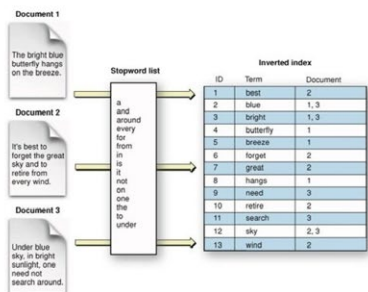 Document 1
The bright blue
butterfly hangs
on the breeze.
Document 2
It's best to
forget the great
sky and to
retire from
every wind.
Document 3
Under blue
sky, in bright
sunlight, one
need not
search around.
Stopword list
a
and
around
every
for
from
in
is
it
not
on
one
the
to
under
Inverted index
ID Term Document
1 best 2
2 blue 1, 3
3 bright 1, 3
4 butterfly 1
5 breeze 1
6 forget 2
7 great 2
8 hangs 1
9 need 3
10 retire 2
11 search 3
12 sky 2, 3
13 wind 2